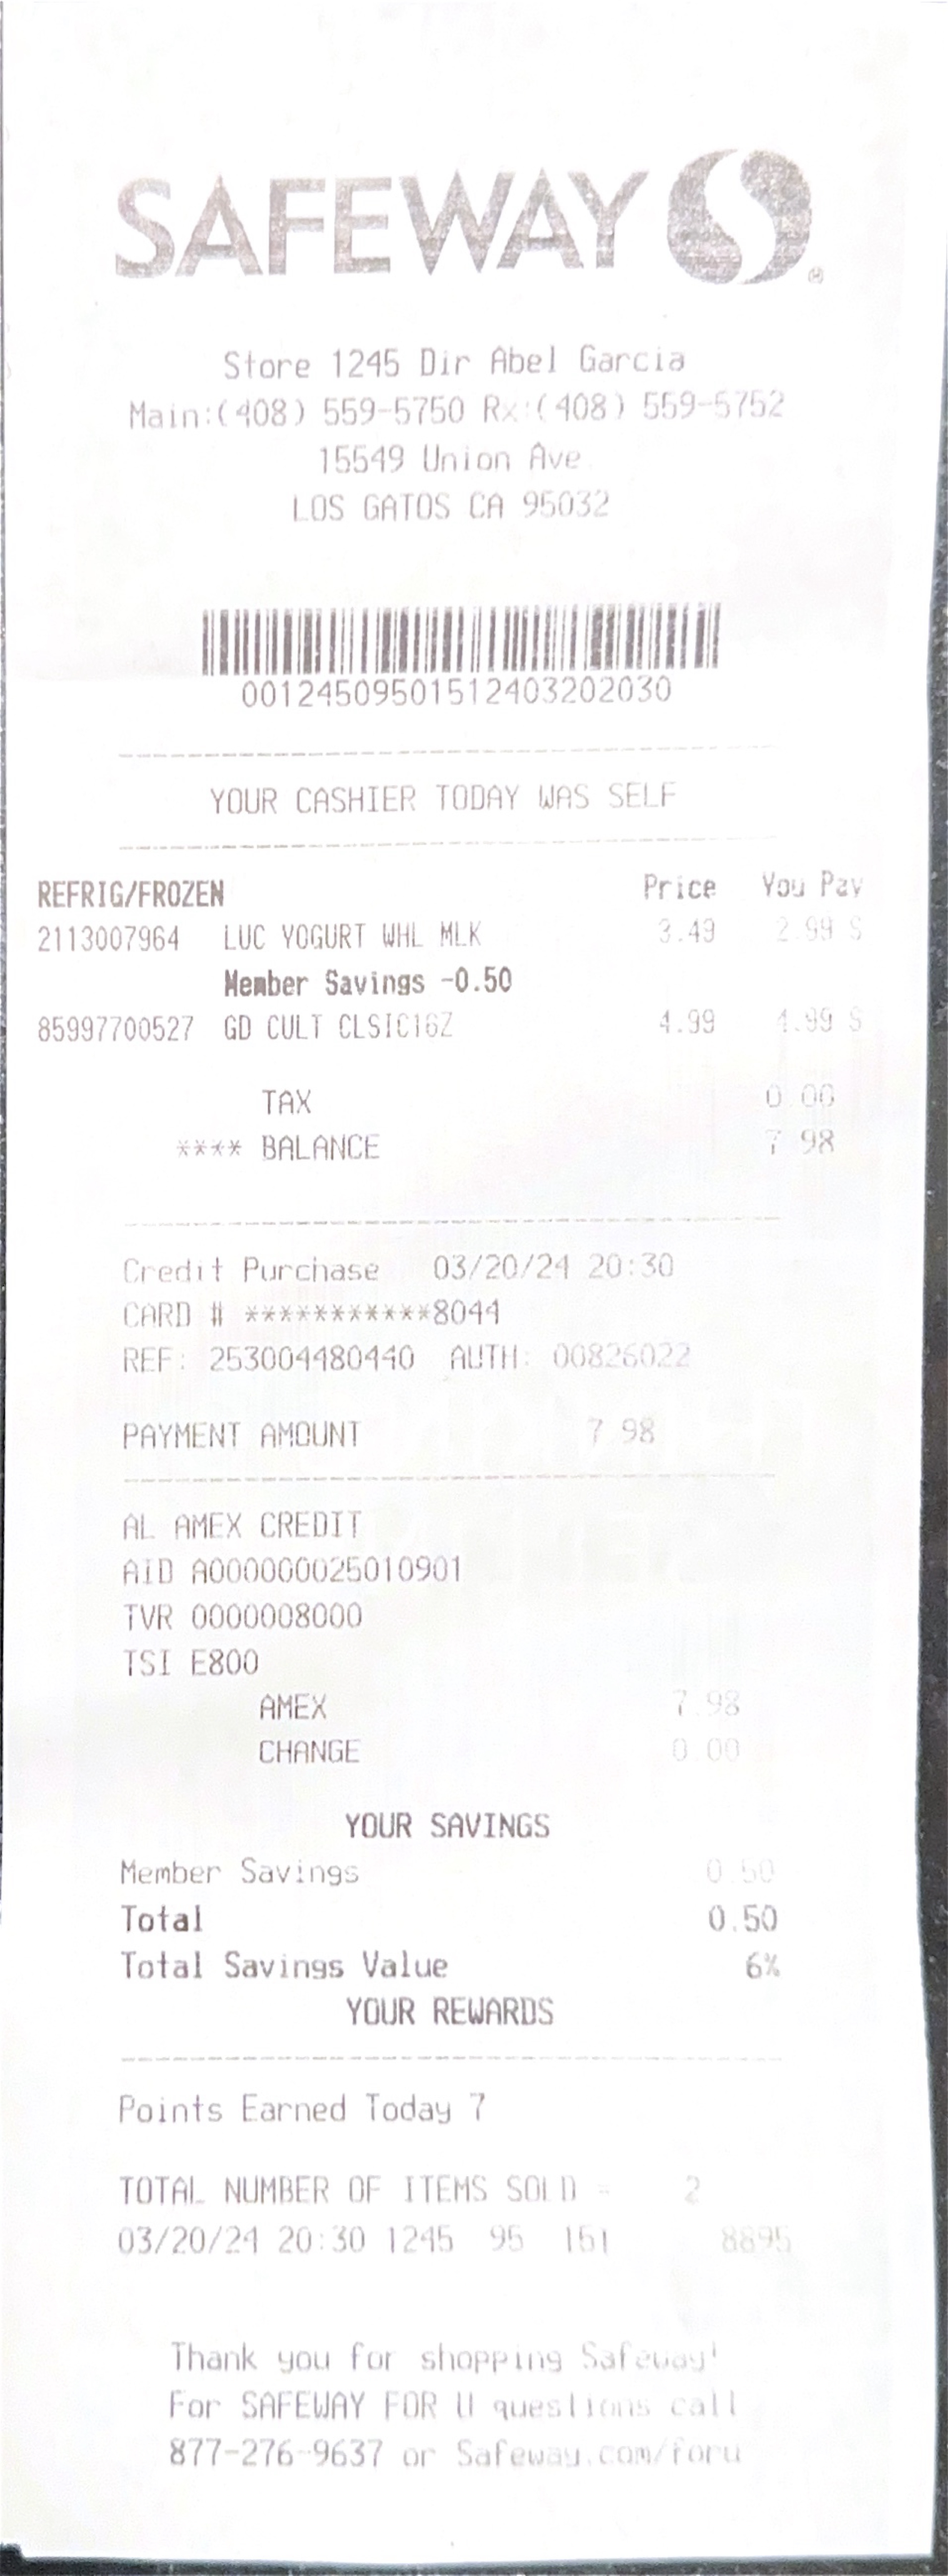 SAFEWAY
Store 1245 Dir Abel Garcia
Main:(408) 559-5750 Rx:(408) 559-5752
15549 Union Ave
LOS GATOS CA 95032
00124509501512403202030
YOUR CASHIER TODAY WAS SELF
REFRIG/FROZEN Price You Pay
2113007964 LUC YOGURT WHL MLK 3.49 2.99 S
Member Savings -0.50
85997700527 GD CULT CLSIC16Z 4.99 4.99 S
TAX 0.00
**** BALANCE 7.98
Credit Purchase 03/20/24 20:30
CARD # ***********8044
REF: 253004480440 AUTH: 00826022
PAYMENT AMOUNT 7.98
AL AMEX CREDIT
AID A000000025010901
TVR 0000008000
TSI E800
AMEX 7.98
CHANGE 0.00
YOUR SAVINGS
Member Savings 0.50
Total 0.50
Total Savings Value 6%
YOUR REWARDS
Points Earned Today 7
TOTAL NUMBER OF ITEMS SOLD = 2
03/20/24 20:30 1245 95 151 8895
Thank you for shopping Safeway!
For SAFEWAY FOR U questions call
877-276-9637 or Safeway.com/foru